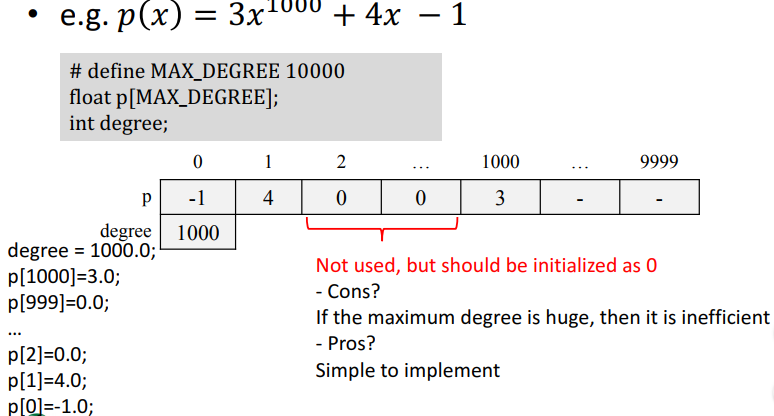 • e.g. p(x) = 3x^1000 + 4x − 1
# define MAX_DEGREE 10000
float p[MAX_DEGREE];
int degree;
0 1 2 ... 1000 ... 9999
p -1 4 0 0 3 - -
degree 1000
degree = 1000.0;
p[1000]=3.0;
p[999]=0.0;
...
p[2]=0.0;
p[1]=4.0;
p[0]=-1.0;
Not used, but should be initialized as 0
- Cons?
If the maximum degree is huge, then it is inefficient
- Pros?
Simple to implement